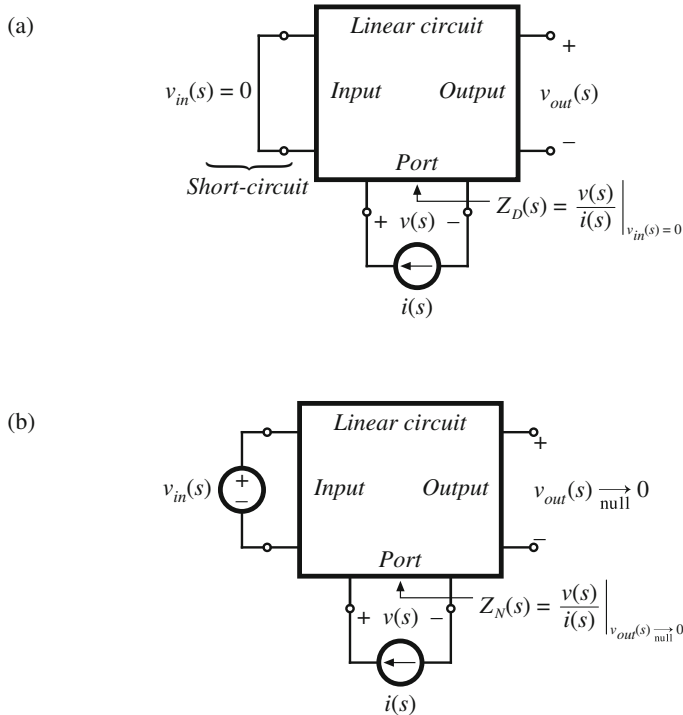 (a)
Linear circuit
+
v_in(s) = 0
Input
Output
v_out(s)
−
Port
Short-circuit
+ v(s) −
Z_D(s) = v(s)/i(s) |_{v_in(s) = 0}
i(s)
(b)
Linear circuit
+
v_in(s)
+
−
Input
Output
v_out(s) ⟶ 0
null
−
Port
+ v(s) −
Z_N(s) = v(s)/i(s) |_{v_out(s) ⟶ 0}
null
i(s)